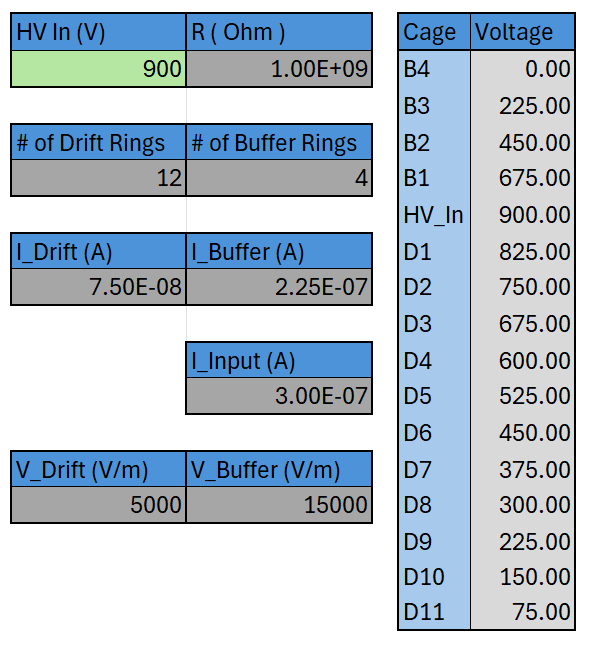 HV In (V) R ( Ohm )
900 1.00E+09
# of Drift Rings # of Buffer Rings
12 4
I_Drift (A) I_Buffer (A)
7.50E-08 2.25E-07
I_Input (A)
3.00E-07
V_Drift (V/m) V_Buffer (V/m)
5000 15000
Cage Voltage
B4 0.00
B3 225.00
B2 450.00
B1 675.00
HV_In 900.00
D1 825.00
D2 750.00
D3 675.00
D4 600.00
D5 525.00
D6 450.00
D7 375.00
D8 300.00
D9 225.00
D10 150.00
D11 75.00